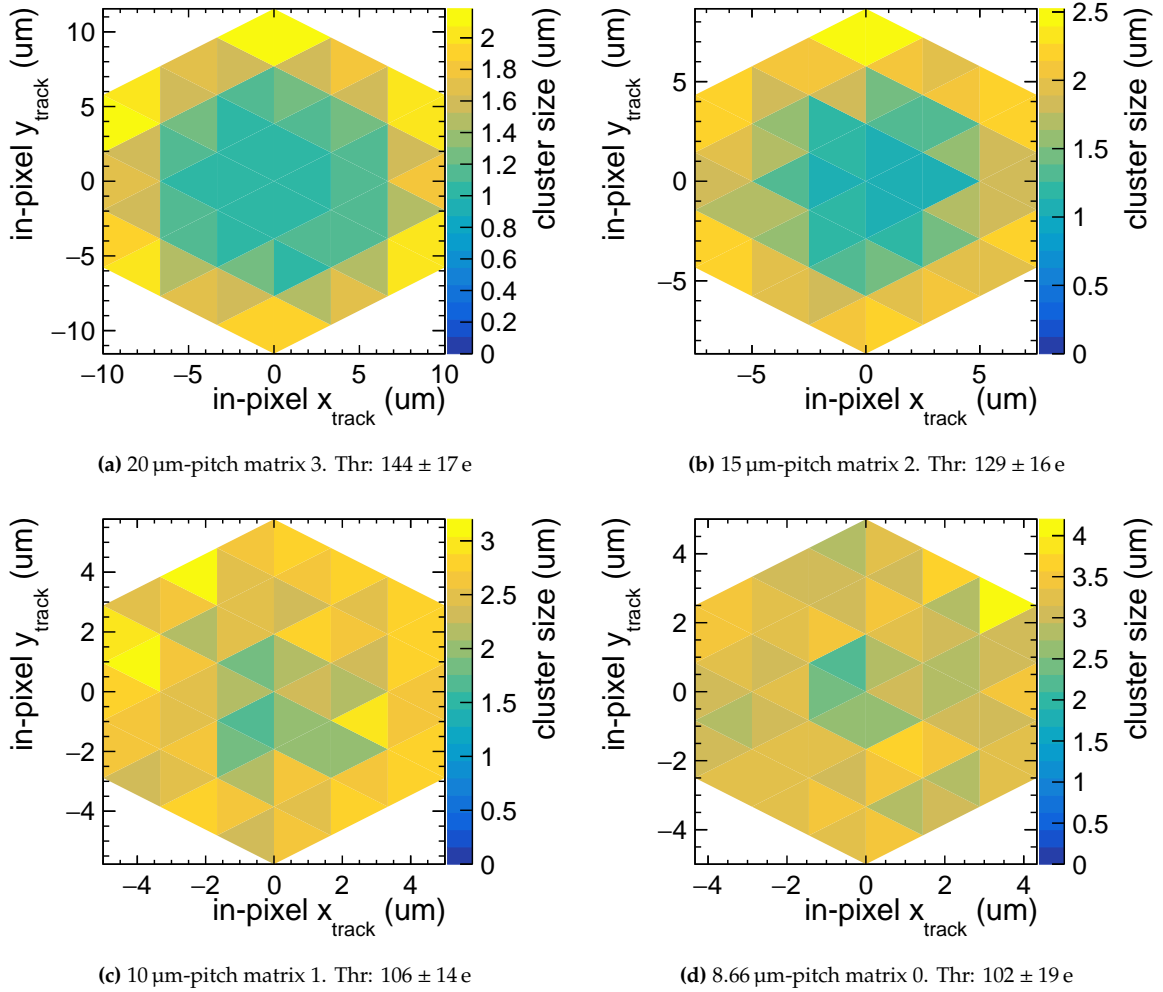 in-pixel y_track (um)
10
5
0
−5
−10
−10 −5 0 5 10
in-pixel x_track (um)
2
1.8
1.6
1.4
1.2
1
0.8
0.6
0.4
0.2
0
cluster size (um)
(a) 20 µm-pitch matrix 3. Thr: 144 ± 17 e
in-pixel y_track (um)
5
0
−5
−5 0 5
in-pixel x_track (um)
2.5
2
1.5
1
0.5
0
cluster size (um)
(b) 15 µm-pitch matrix 2. Thr: 129 ± 16 e
in-pixel y_track (um)
4
2
0
−2
−4
−4 −2 0 2 4
in-pixel x_track (um)
3
2.5
2
1.5
1
0.5
0
cluster size (um)
(c) 10 µm-pitch matrix 1. Thr: 106 ± 14 e
in-pixel y_track (um)
4
2
0
−2
−4
−4 −2 0 2 4
in-pixel x_track (um)
4
3.5
3
2.5
2
1.5
1
0.5
0
cluster size (um)
(d) 8.66 µm-pitch matrix 0. Thr: 102 ± 19 e